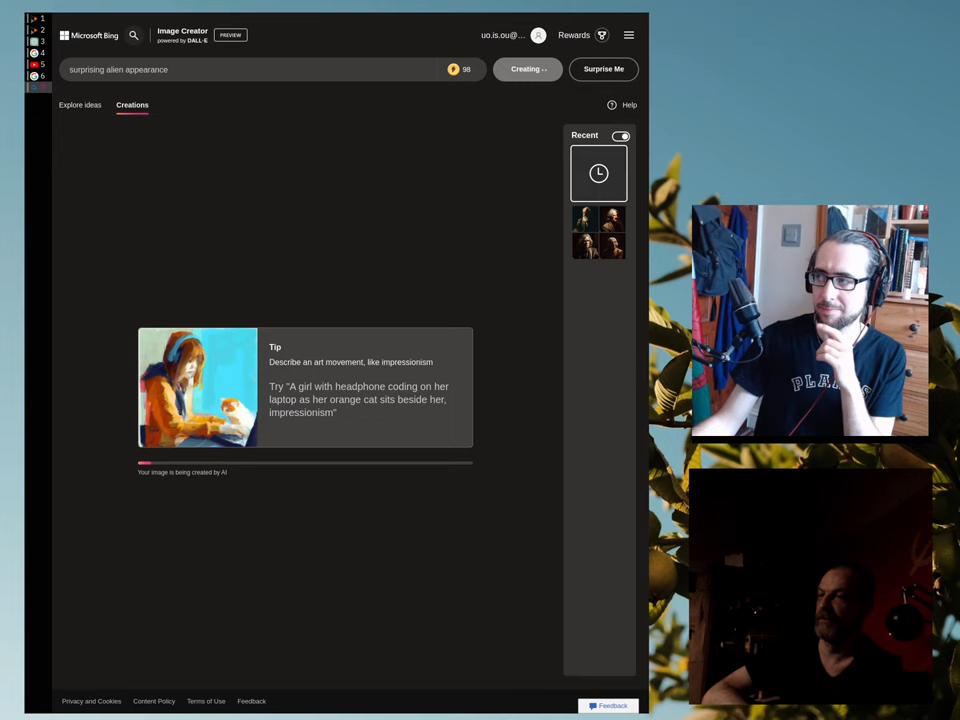 1
2
3
4
5
6
Microsoft Bing
Image Creator
powered by DALL·E
PREVIEW
uo.is.ou@...
Rewards
surprising alien appearance
98
Creating
Surprise Me
Explore ideas
Creations
Help
Recent
Tip
Describe an art movement, like impressionism
Try "A girl with headphone coding on her
laptop as her orange cat sits beside her,
impressionism"
Your image is being created by AI
Privacy and Cookies
Content Policy
Terms of Use
Feedback
Feedback